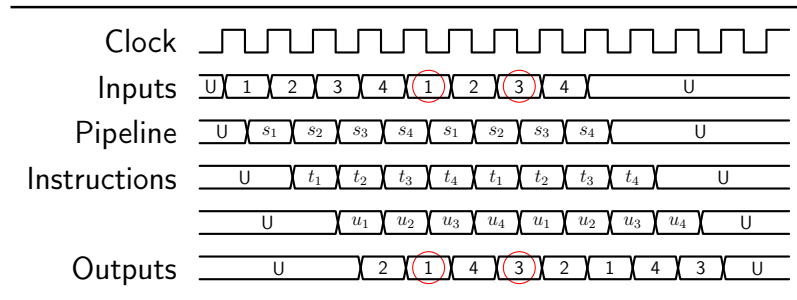 Clock
Inputs U 1 2 3 4 1 2 3 4 U
Pipeline U s₁ s₂ s₃ s₄ s₁ s₂ s₃ s₄ U
Instructions U t₁ t₂ t₃ t₄ t₁ t₂ t₃ t₄ U
U u₁ u₂ u₃ u₄ u₁ u₂ u₃ u₄ U
Outputs U 2 1 4 3 2 1 4 3 U